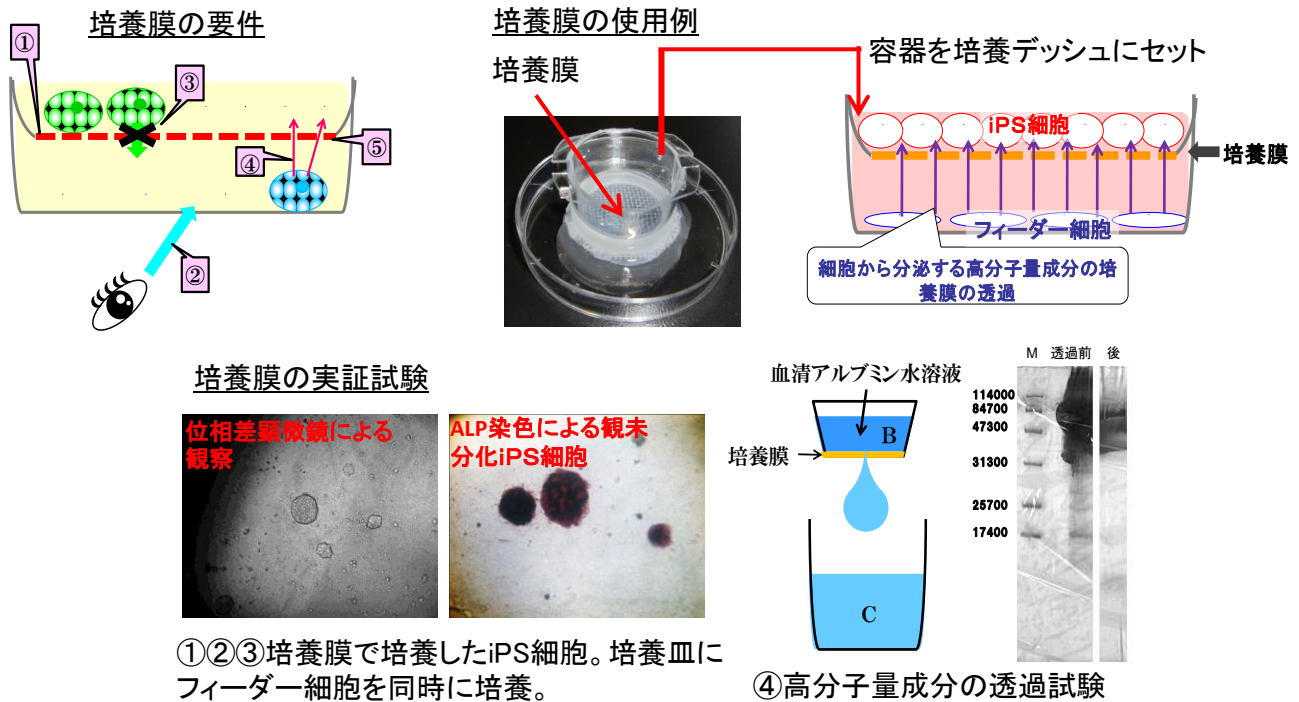 培養膜の要件
①
③
④
⑤
②
培養膜の使用例
培養膜
容器を培養デッシュにセット
iPS細胞
培養膜
フィーダー細胞
細胞から分泌する高分子量成分の培
養膜の透過
培養膜の実証試験
位相差顕微鏡による
観察
ALP染色による観未
分化iPS細胞
①②③培養膜で培養したiPS細胞。培養皿に
フィーダー細胞を同時に培養。
血清アルブミン水溶液
B
培養膜
C
M 透過前 後
114000
84700
47300
31300
25700
17400
④高分子量成分の透過試験